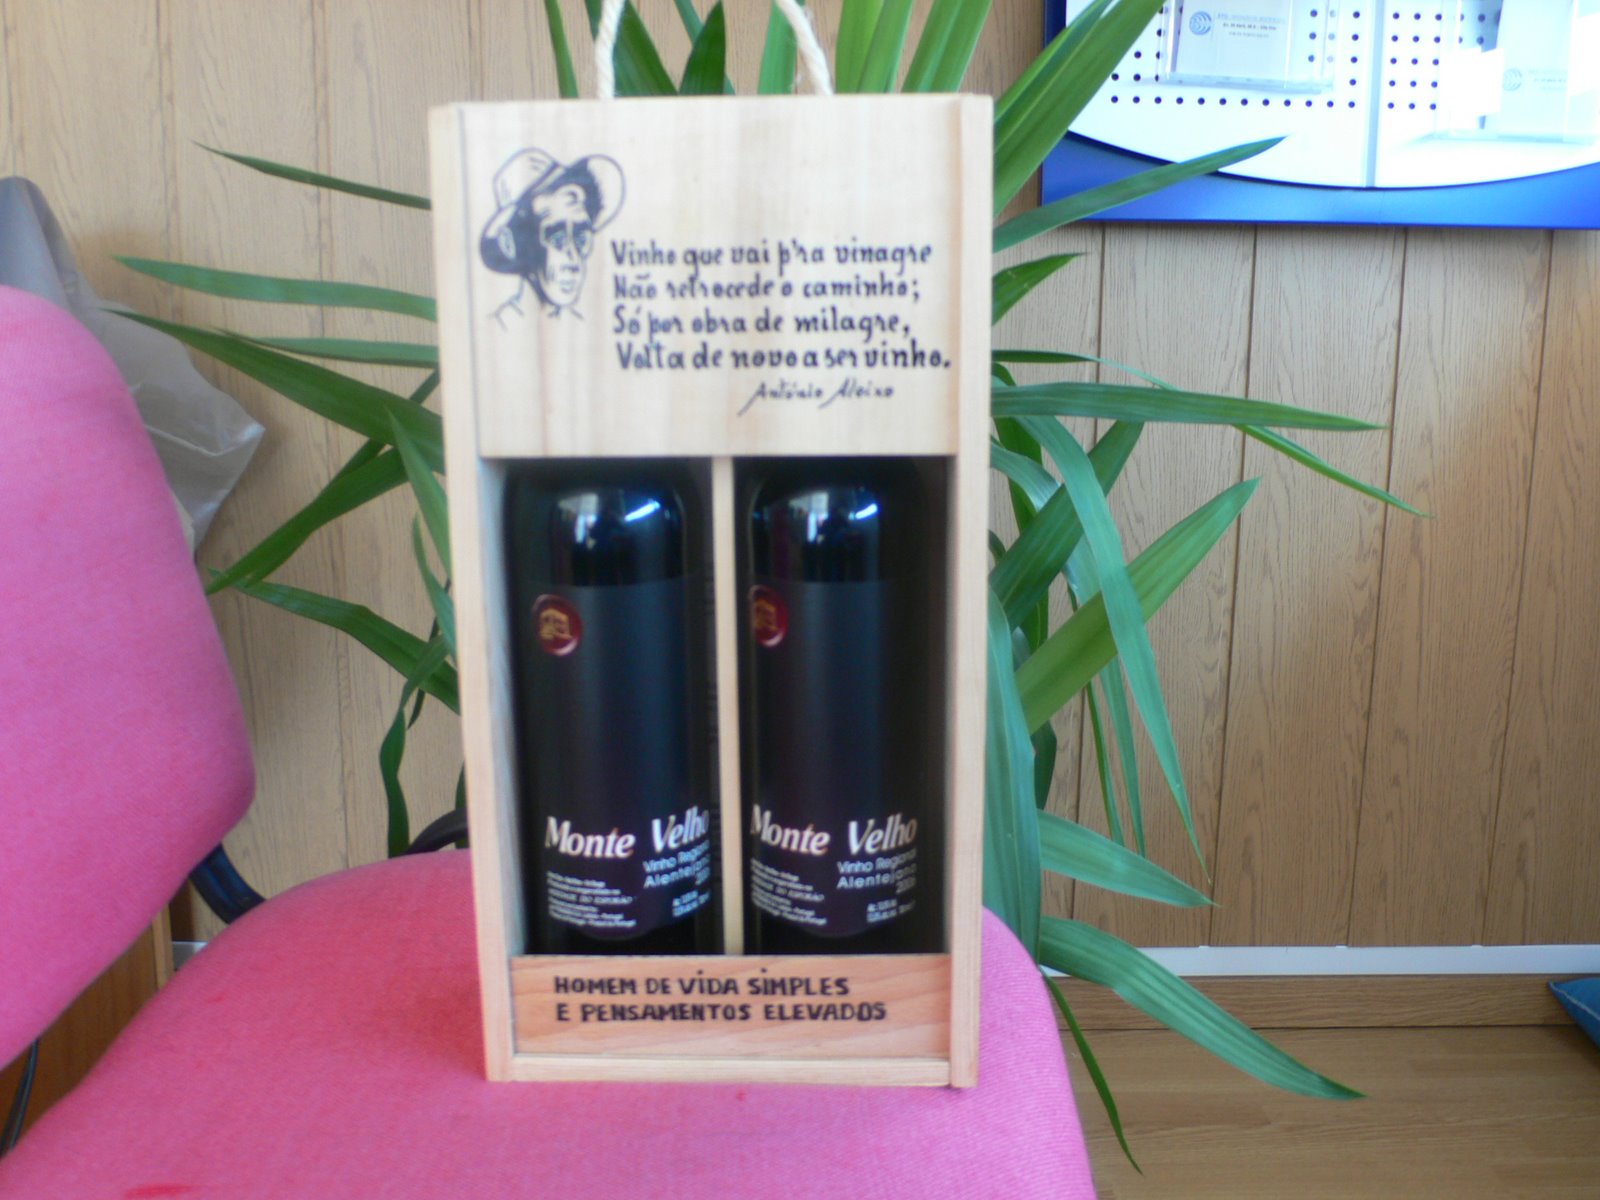 Vinho que vai p'ra vinagre
Não retrocede o caminho;
Só por obra de milagre,
Volta de novo a ser vinho.
António Aleixo
Monte Velho
Vinho Regional
Alentejano
Monte Velho
Vinho Regional
Alentejano
HOMEM DE ViDA SiMPLES
E PENSAMENTOS ELEVADOS